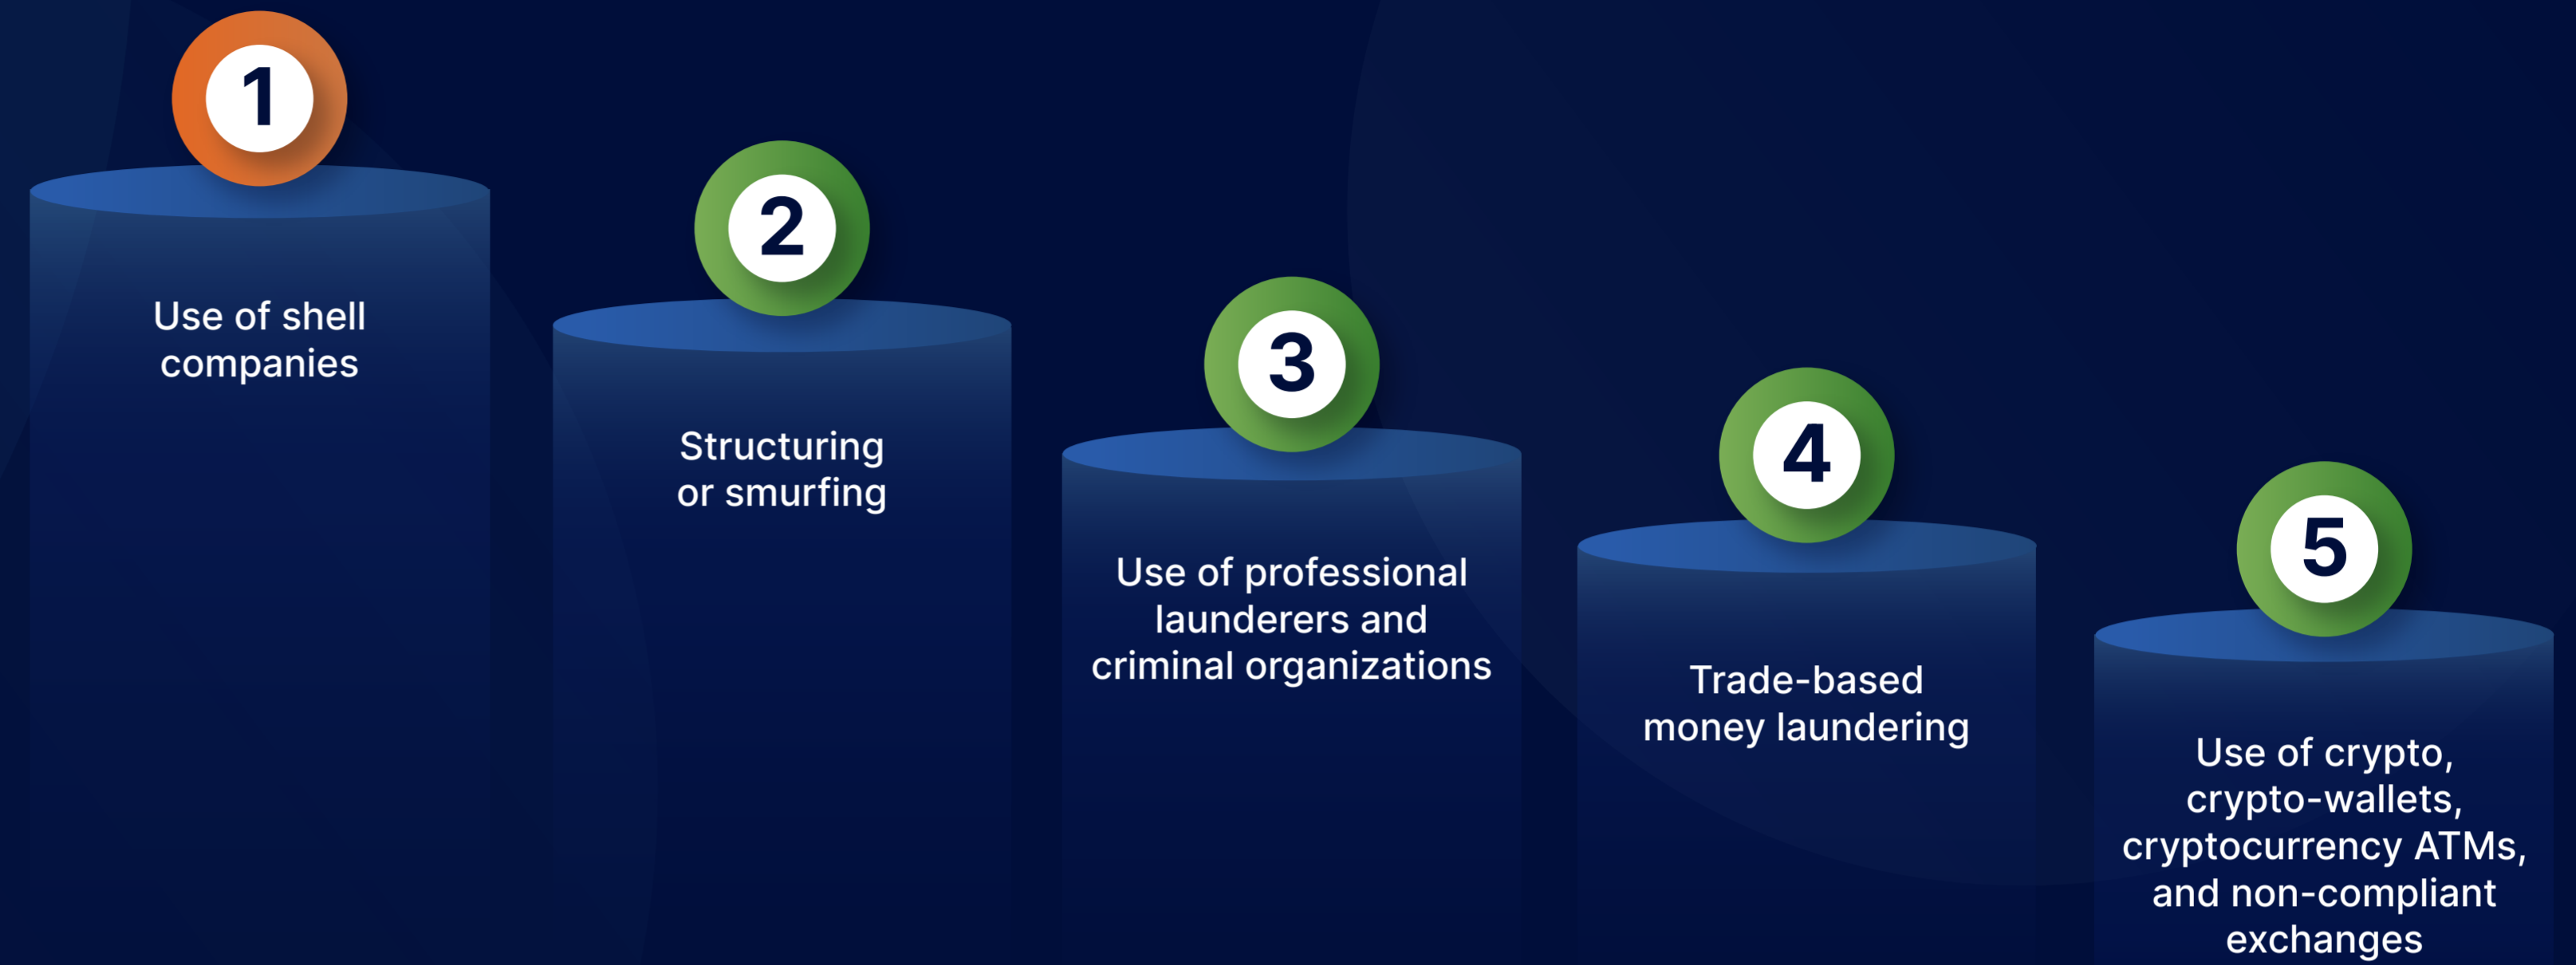 1
Use of shell
companies
2
Structuring
or smurfing
3
Use of professional
launderers and
criminal organizations
4
Trade-based
money laundering
5
Use of crypto,
crypto-wallets,
cryptocurrency ATMs,
and non-compliant
exchanges